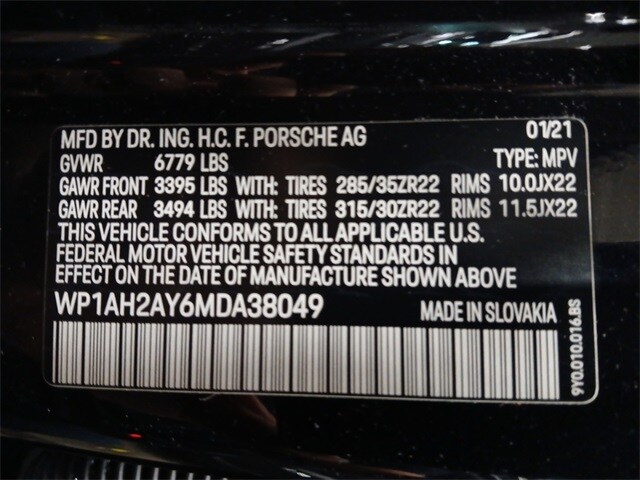 MFD BY DR. ING. H.C. F. PORSCHE AG 01/21
GVWR 6779 LBS TYPE: MPV
GAWR FRONT 3395 LBS WITH: TIRES 285/35ZR22 RIMS 10.0JX22
GAWR REAR 3494 LBS WITH: TIRES 315/30ZR22 RIMS 11.5JX22
THIS VEHICLE CONFORMS TO ALL APPLICABLE U.S.
FEDERAL MOTOR VEHICLE SAFETY STANDARDS IN
EFFECT ON THE DATE OF MANUFACTURE SHOWN ABOVE
WP1AH2AY6MDA38049 MADE IN SLOVAKIA
9Y0.010.016.BS